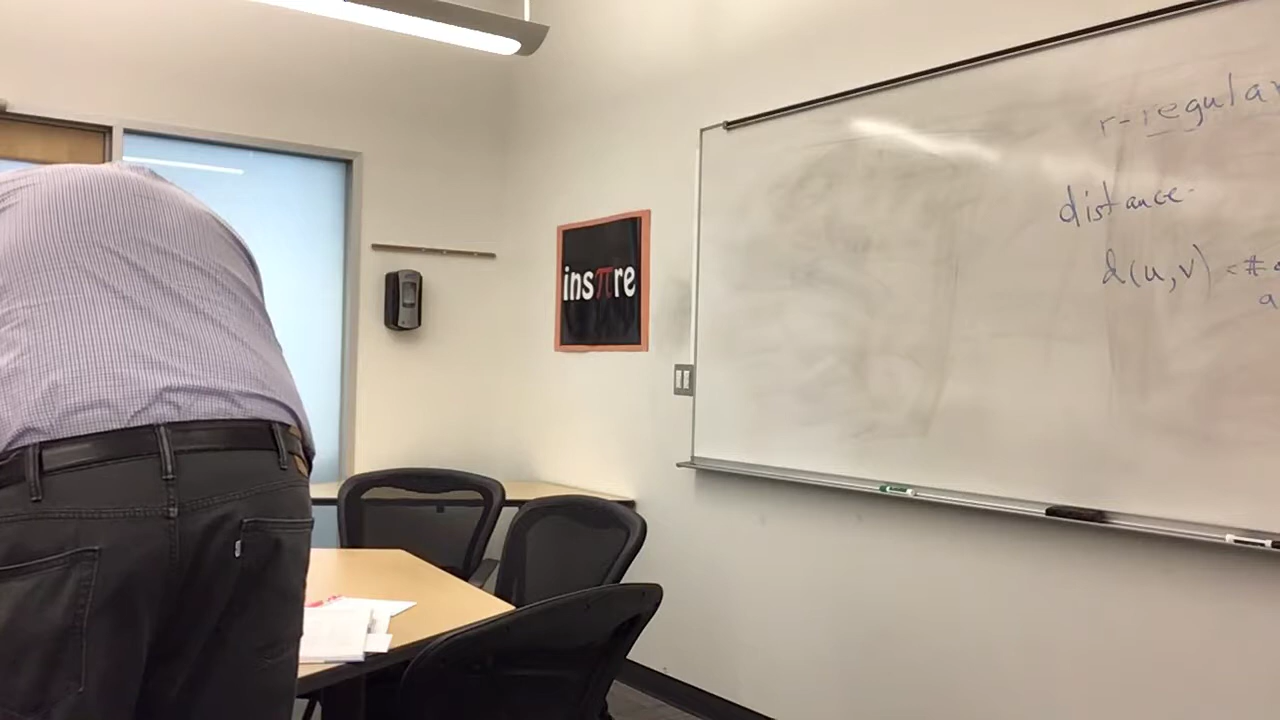 insπre
r-regular
distance
d(u,v) = #
a